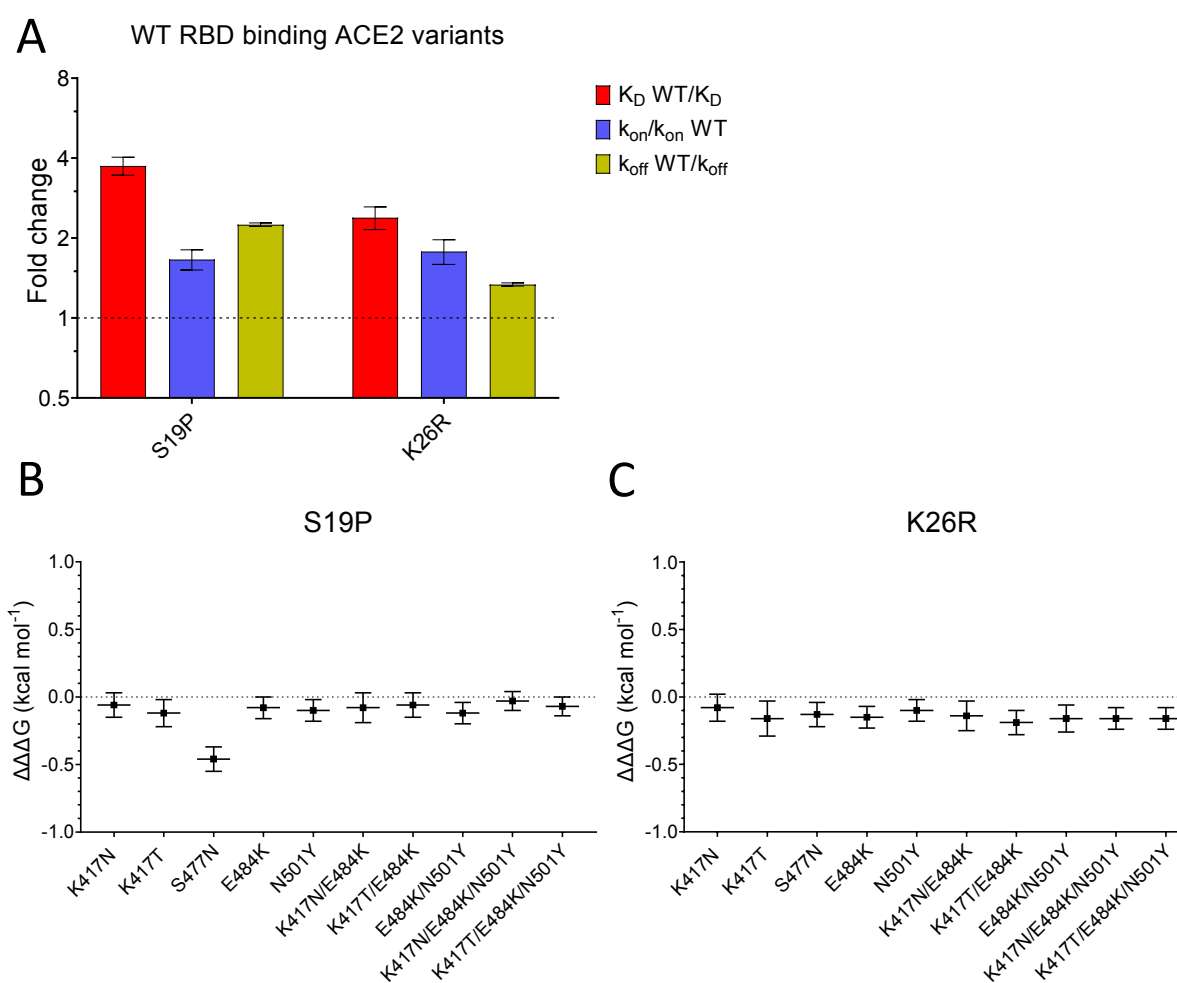 A
WT RBD binding ACE2 variants
8
4
2
1
0.5
Fold change
S19P
K26R
K_D WT/K_D
k_on/k_on WT
k_off WT/k_off
B
S19P
1.0
0.5
0.0
-0.5
-1.0
ΔΔΔG (kcal mol⁻¹)
K417N
K417T
S477N
E484K
N501Y
K417N/E484K
K417T/E484K
E484K/N501Y
K417N/E484K/N501Y
K417T/E484K/N501Y
C
K26R
1.0
0.5
0.0
-0.5
-1.0
ΔΔΔG (kcal mol⁻¹)
K417N
K417T
S477N
E484K
N501Y
K417N/E484K
K417T/E484K
E484K/N501Y
K417N/E484K/N501Y
K417T/E484K/N501Y